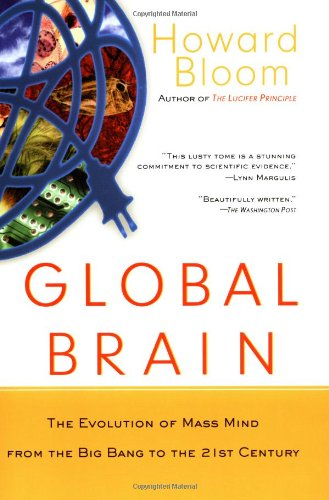 Howard
Bloom
AUTHOR OF THE LUCIFER PRINCIPLE
"THIS LUSTY TOME IS A STUNNING
COMMITMENT TO SCIENTIFIC EVIDENCE."
—LYNN MARGULIS
"BEAUTIFULLY WRITTEN."
—THE WASHINGTON POST
GLOBAL
BRAIN
THE EVOLUTION OF MASS MIND
FROM THE BIG BANG TO THE 21ST CENTURY
Copyrighted Material